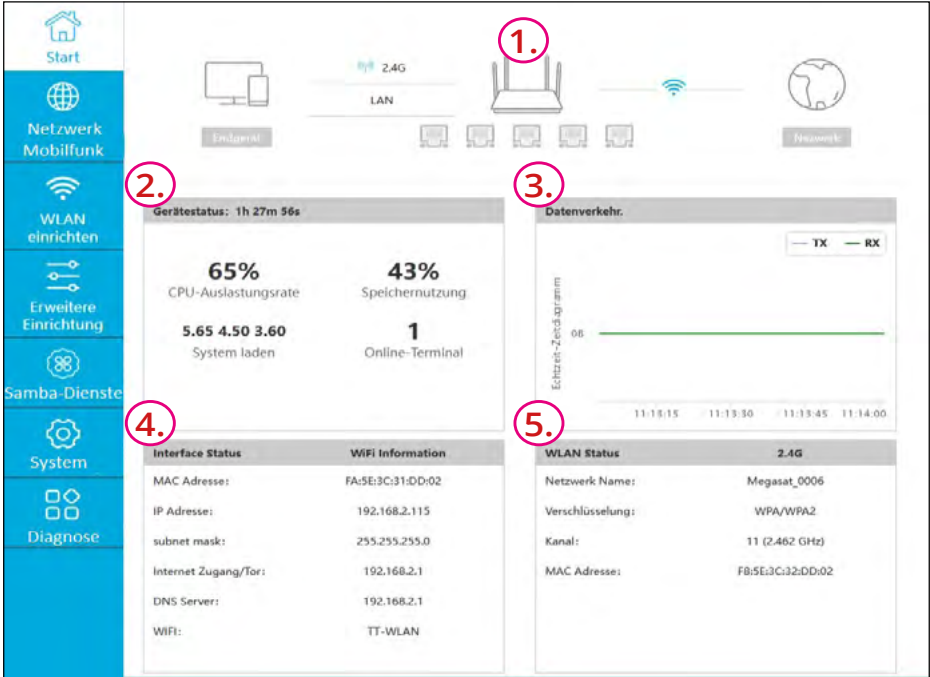 Start
Netzwerk
Mobilfunk
WLAN
einrichten
Erweitere
Einrichtung
Samba-Dienste
System
Diagnose
1.
2.4G
LAN
Endgerät
Netzwerk
2.
Gerätestatus: 1h 27m 56s
65%
CPU-Auslastungsrate
43%
Speichernutzung
5.65 4.50 3.60
System laden
1
Online-Terminal
3.
Datenverkehr.
TX RX
Echtzeit-Zeitdiagramm
0B
11:13:15 11:13:30 11:13:45 11:14:00
4.
Interface Status WiFi Information
MAC Adresse: FA:5E:3C:31:DD:02
IP Adresse: 192.168.2.115
subnet mask: 255.255.255.0
Internet Zugang/Tor: 192.168.2.1
DNS Server: 192.168.2.1
WIFI: TT-WLAN
5.
WLAN Status 2.4G
Netzwerk Name: Megasat_0006
Verschlüsselung: WPA/WPA2
Kanal: 11 (2.462 GHz)
MAC Adresse: F8:5E:3C:32:DD:02